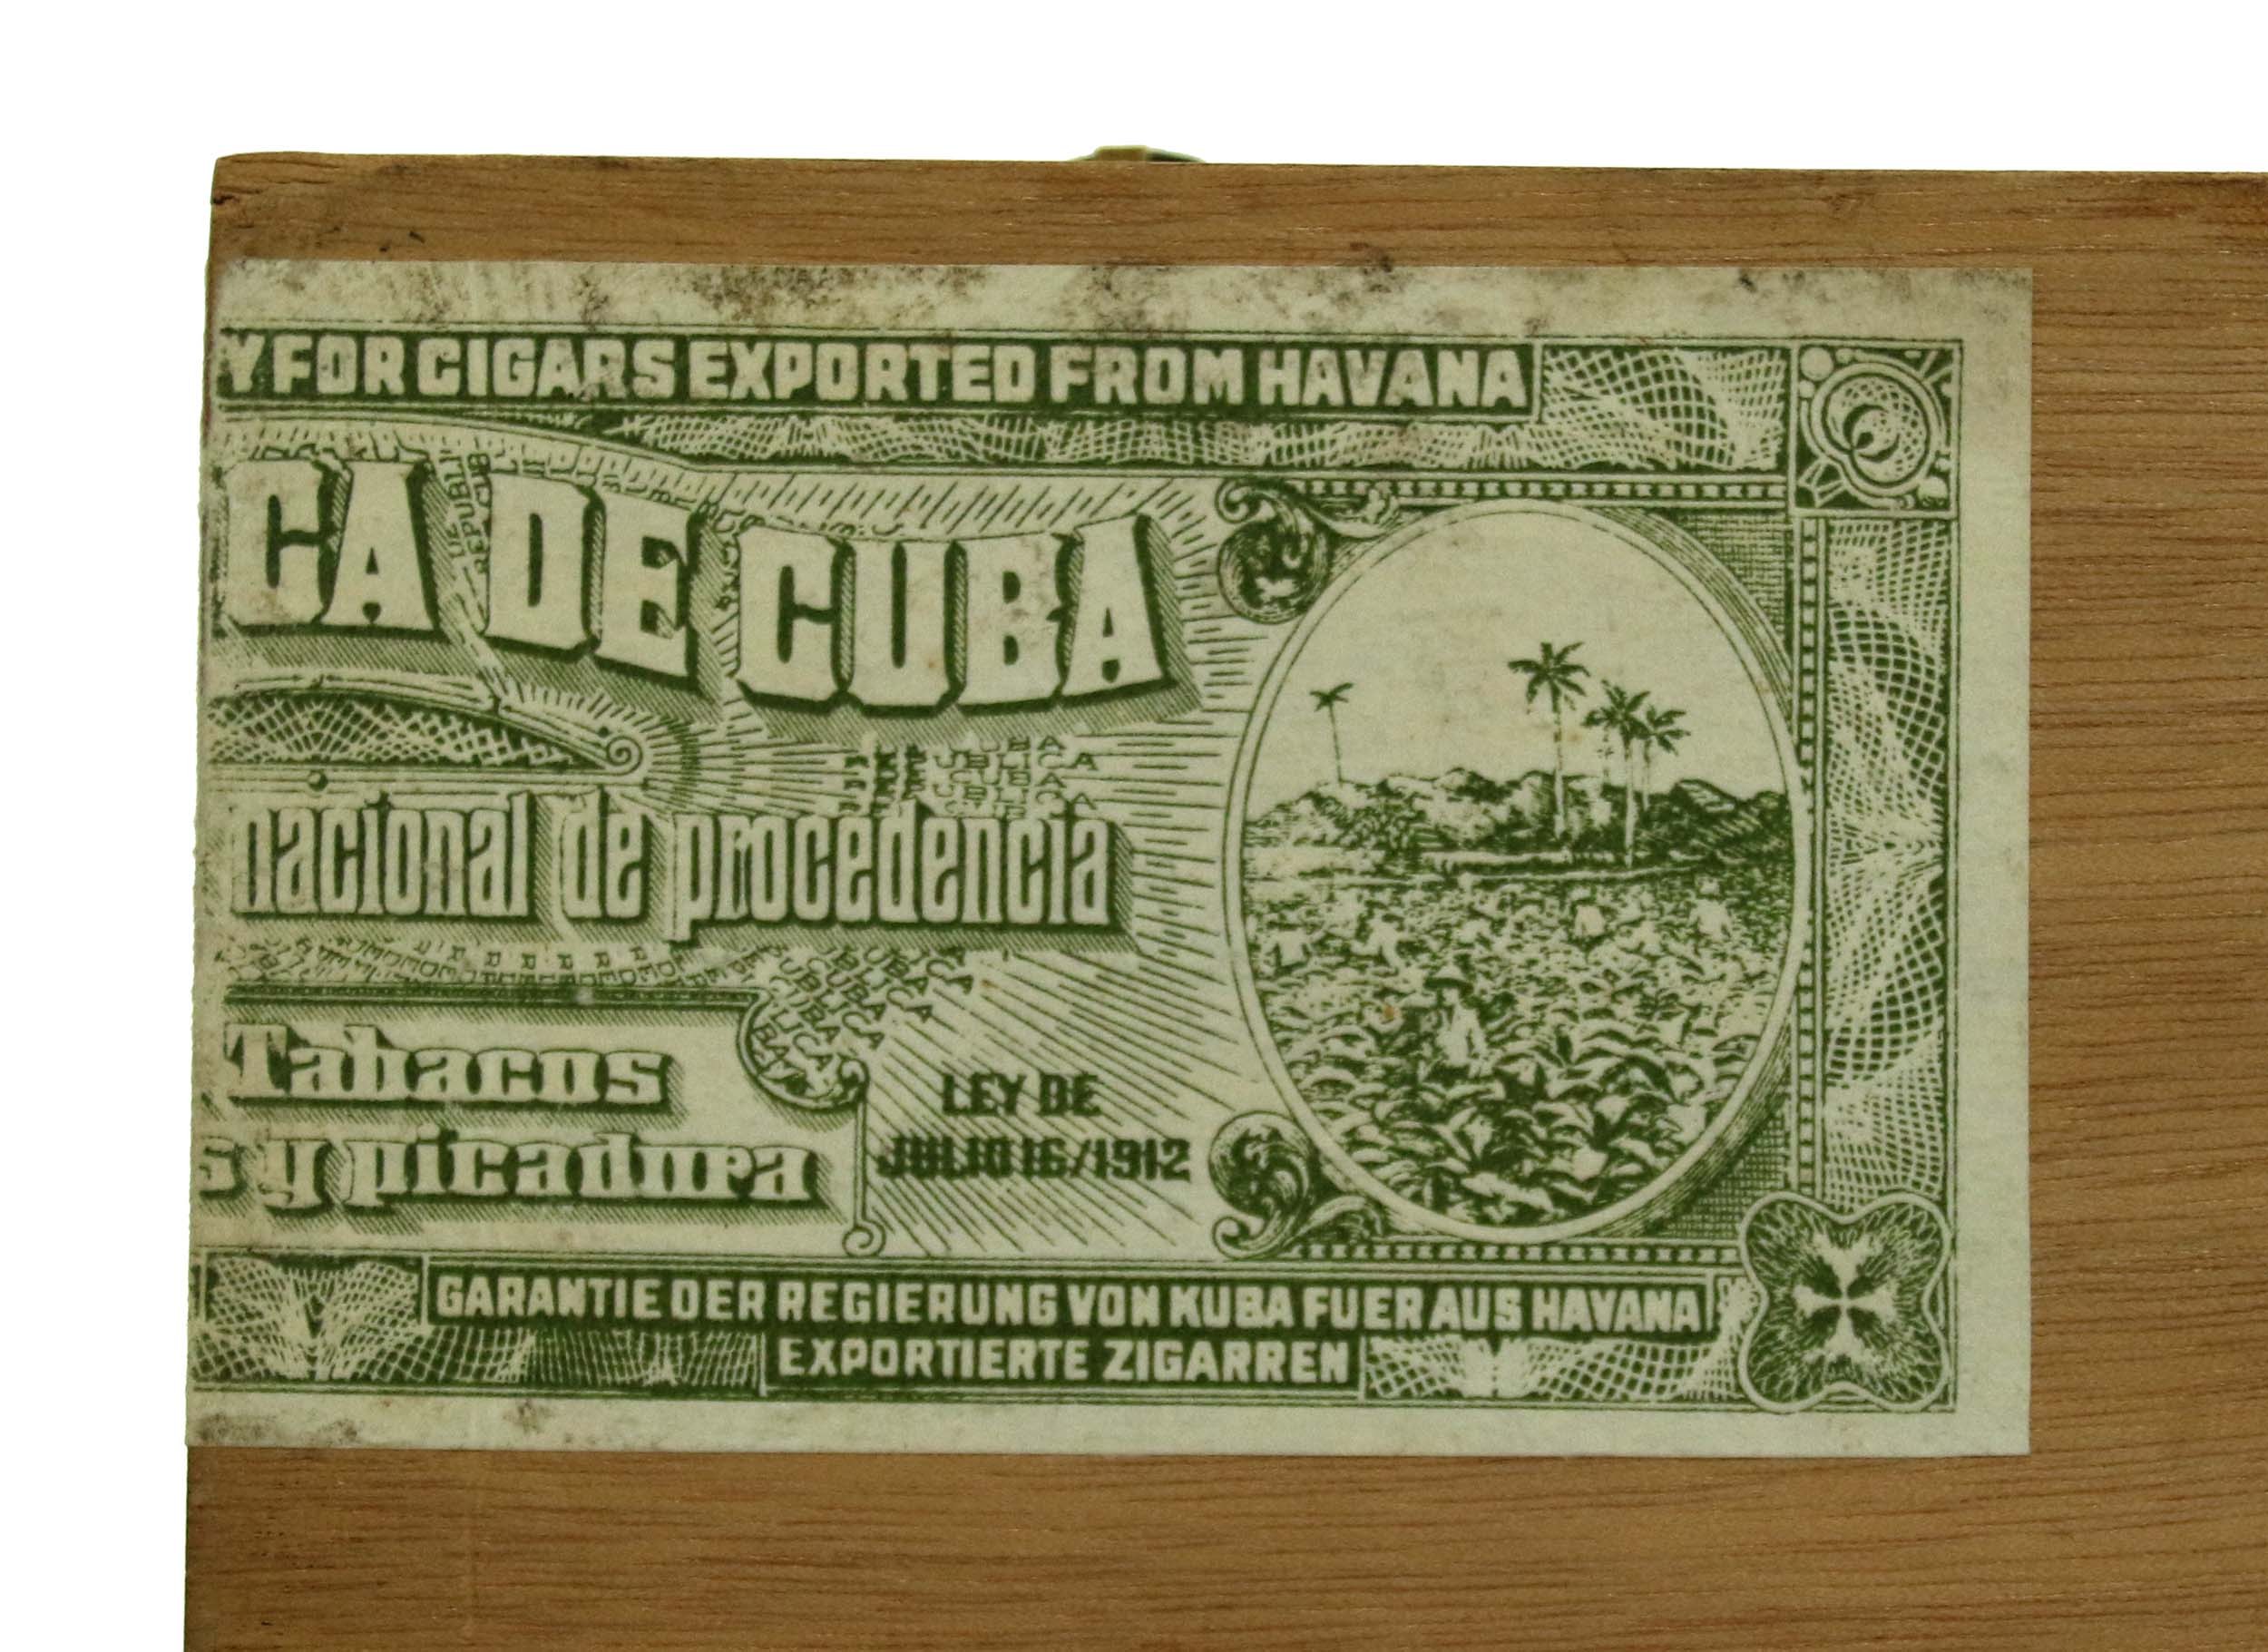 Y FOR CIGARS EXPORTED FROM HAVANA
CA DE CUBA
nacional de procedencia
Tabacos
s y picadura
LEY DE
JULIO 16/1912
GARANTIE DER REGIERUNG VON KUBA FUER AUS HAVANA
EXPORTIERTE ZIGARREN